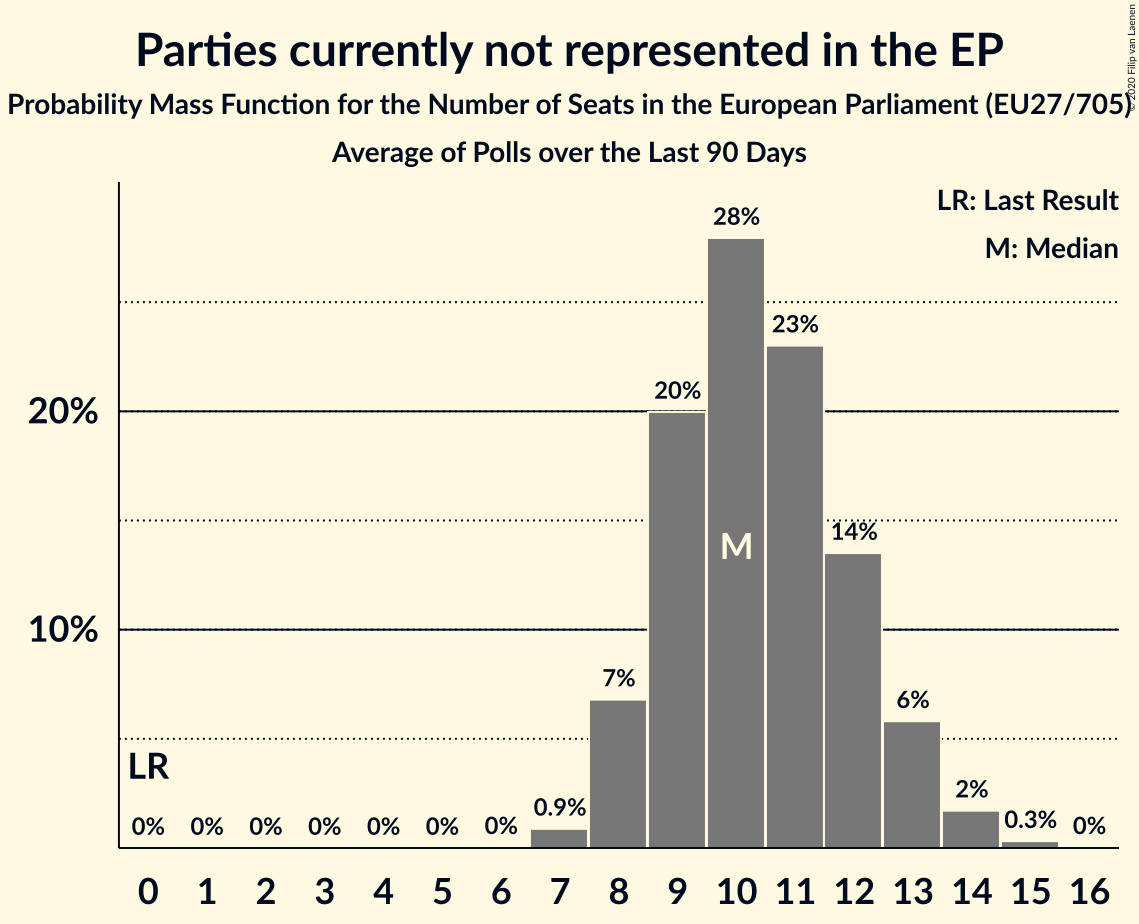 Parties currently not represented in the EP
Probability Mass Function for the Number of Seats in the European Parliament (EU27/705)
Average of Polls over the Last 90 Days
© 2020 Filip van Laenen
LR: Last Result
M: Median
28%
23%
20%
20%
14%
M
10%
7%
6%
LR
2%
0.9%
0.3%
0% 0% 0% 0% 0% 0% 0% 0%
0 1 2 3 4 5 6 7 8 9 10 11 12 13 14 15 16